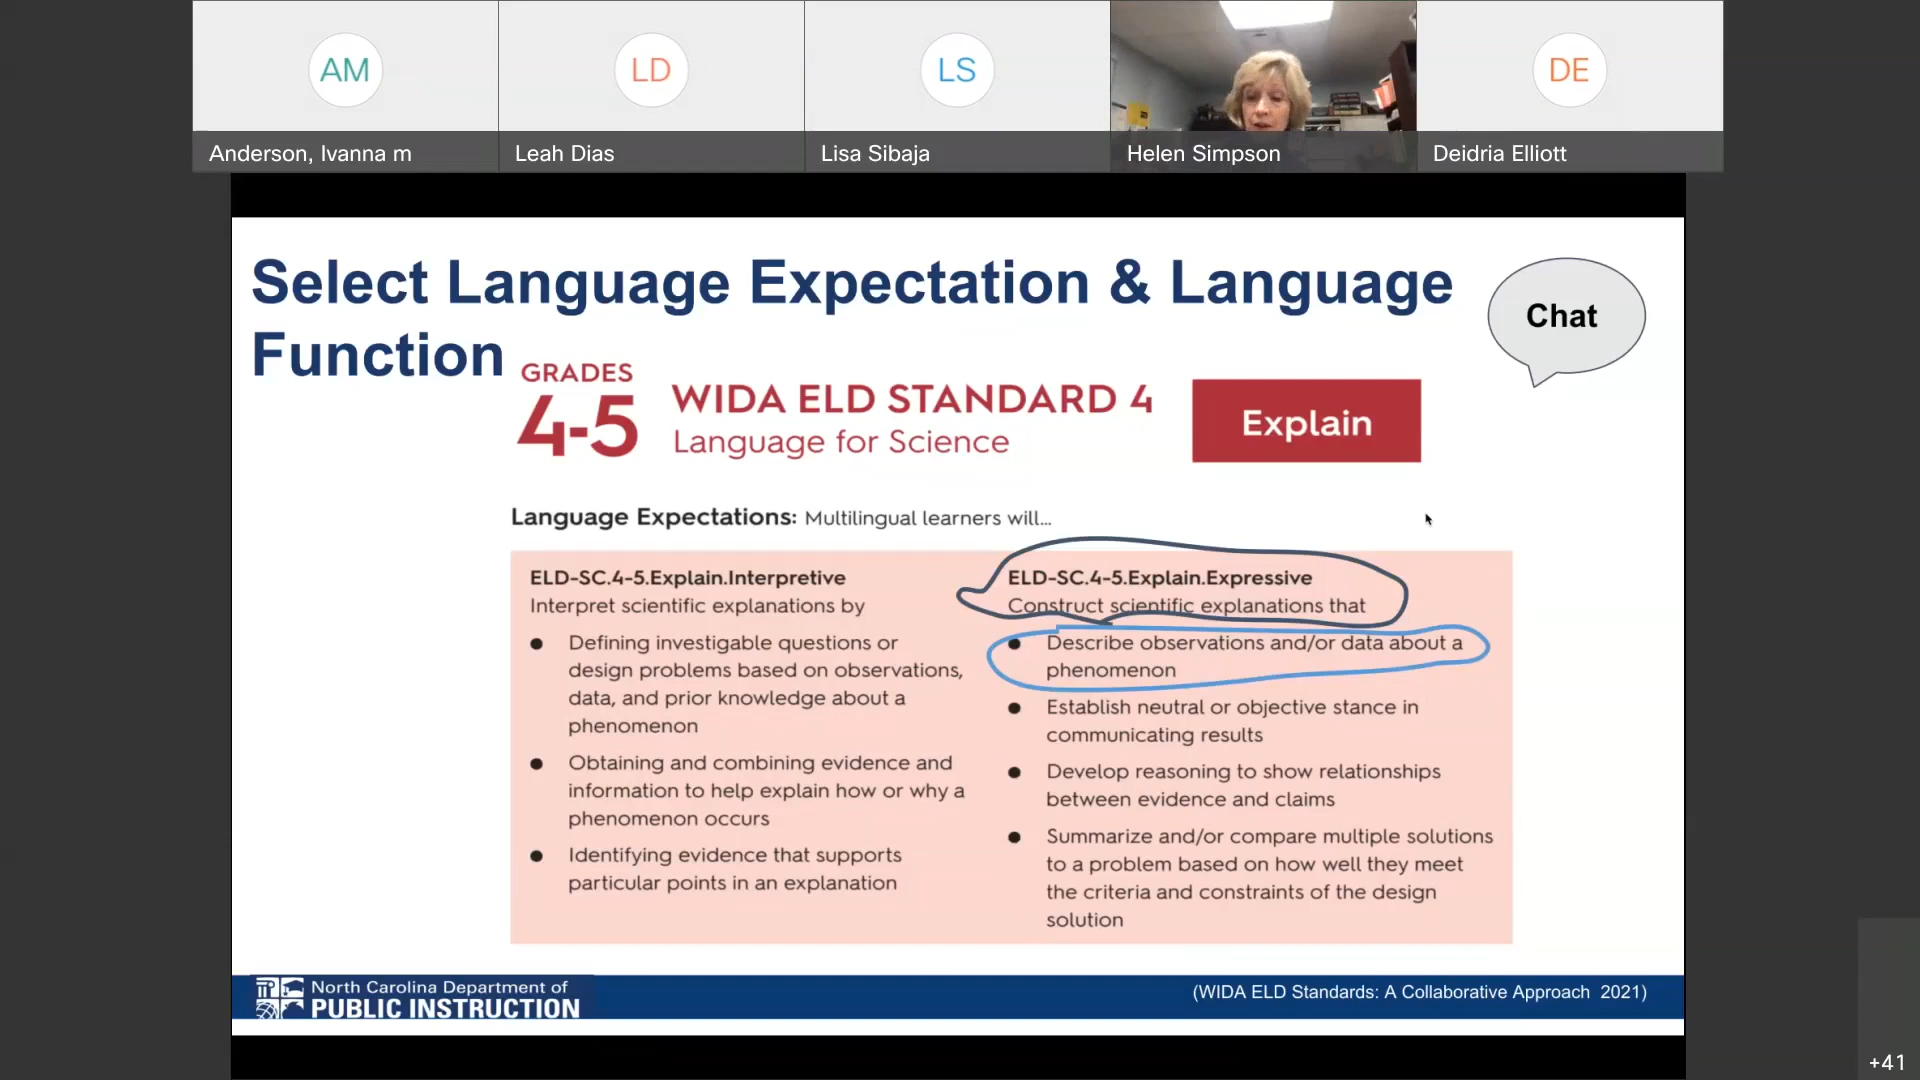 AM
LD
LS
DE
Anderson, Ivanna m
Leah Dias
Lisa Sibaja
Helen Simpson
Deidria Elliott
Select Language Expectation & Language
Function
Chat
GRADES
4-5
WIDA ELD STANDARD 4
Language for Science
Explain
Language Expectations: Multilingual learners will...
ELD-SC.4-5.Explain.Interpretive
Interpret scientific explanations by
● Defining investigable questions or
design problems based on observations,
data, and prior knowledge about a
phenomenon
● Obtaining and combining evidence and
information to help explain how or why a
phenomenon occurs
● Identifying evidence that supports
particular points in an explanation
ELD-SC.4-5.Explain.Expressive
Construct scientific explanations that
● Describe observations and/or data about a
phenomenon
● Establish neutral or objective stance in
communicating results
● Develop reasoning to show relationships
between evidence and claims
● Summarize and/or compare multiple solutions
to a problem based on how well they meet
the criteria and constraints of the design
solution
North Carolina Department of
PUBLIC INSTRUCTION
(WIDA ELD Standards: A Collaborative Approach 2021)
+41